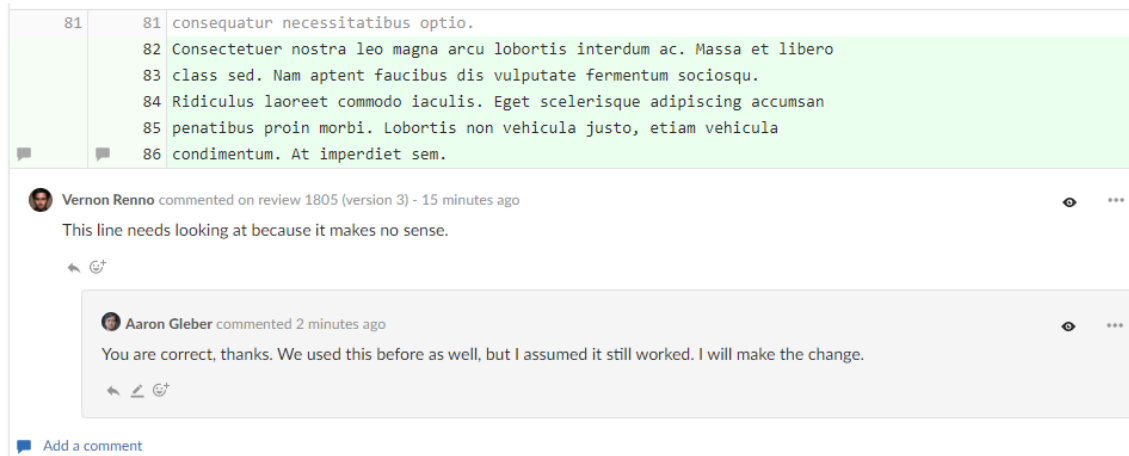 81 81 consequatur necessitatibus optio.
82 Consectetuer nostra leo magna arcu lobortis interdum ac. Massa et libero
83 class sed. Nam aptent faucibus dis vulputate fermentum sociosqu.
84 Ridiculus laoreet commodo iaculis. Eget scelerisque adipiscing accumsan
85 penatibus proin morbi. Lobortis non vehicula justo, etiam vehicula
86 condimentum. At imperdiet sem.
Vernon Renno commented on review 1805 (version 3) - 15 minutes ago
This line needs looking at because it makes no sense.
Aaron Gleber commented 2 minutes ago
You are correct, thanks. We used this before as well, but I assumed it still worked. I will make the change.
Add a comment